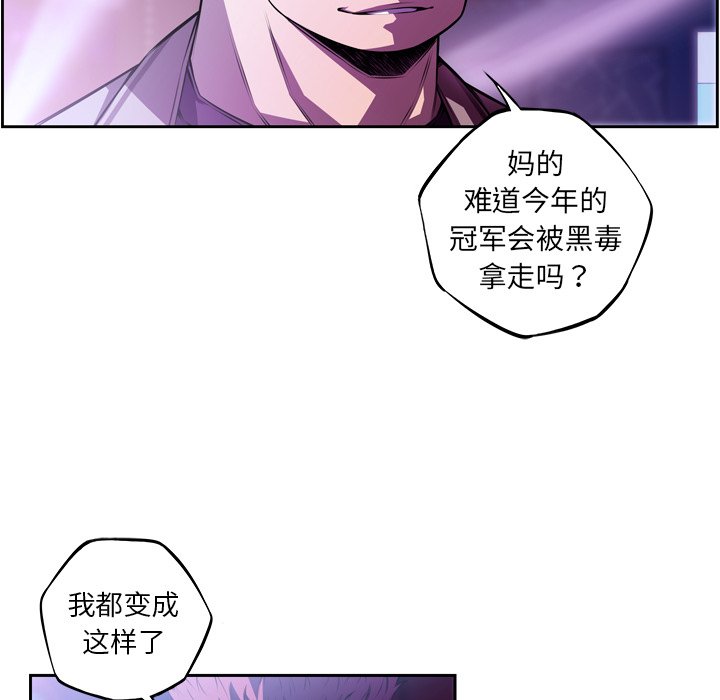 妈的
难道今年的
冠军会被黑毒
拿走吗？
我都变成
这样了